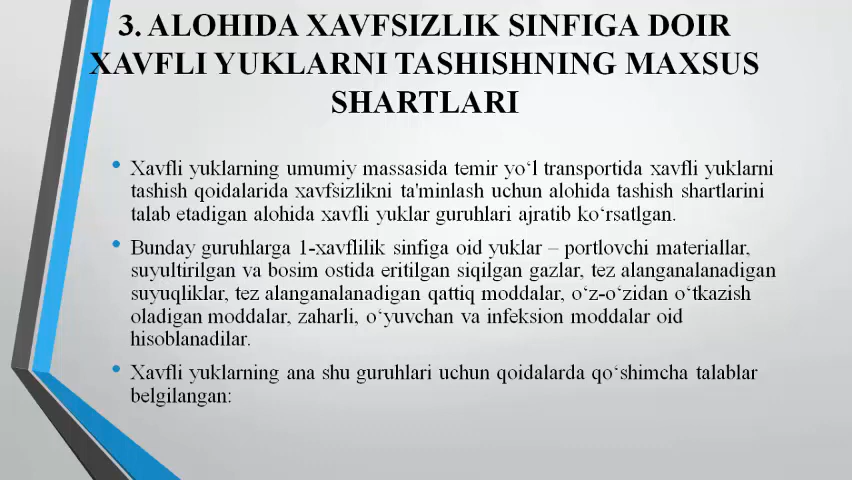 3. ALOHIDA XAVFSIZLIK SINFIGA DOIR
XAVFLI YUKLARNI TASHISHNING MAXSUS
SHARTLARI
• Xavfli yuklarning umumiy massasida temir yo‘l transportida xavfli yuklarni
tashish qoidalarida xavfsizlikni ta'minlash uchun alohida tashish shartlarini
talab etadigan alohida xavfli yuklar guruhlari ajratib ko‘rsatlgan.
• Bunday guruhlarga 1-xavflilik sinfiga oid yuklar – portlovchi materiallar,
suyultirilgan va bosim ostida eritilgan siqilgan gazlar, tez alanganalanadigan
suyuqliklar, tez alanganalanadigan qattiq moddalar, o‘z-o‘zidan o‘tkazish
oladigan moddalar, zaharli, o‘yuvchan va infeksion moddalar oid
hisoblanadilar.
• Xavfli yuklarning ana shu guruhlari uchun qoidalarda qo‘shimcha talablar
belgilangan: